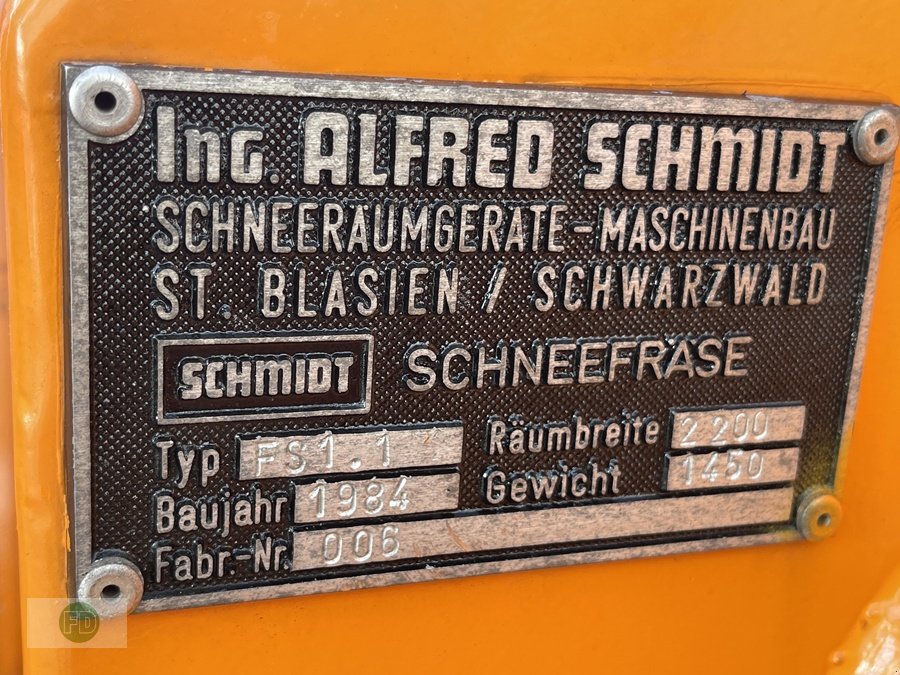 Ing. ALFRED SCHMIDT
SCHNEERÄUMGERÄTE-MASCHINENBAU
ST. BLASIEN / SCHWARZWALD
SCHMIDT SCHNEEFRÄSE
Typ FS1.1 Räumbreite 2200
Baujahr 1984 Gewicht 1450
Fabr.-Nr. 006
FD